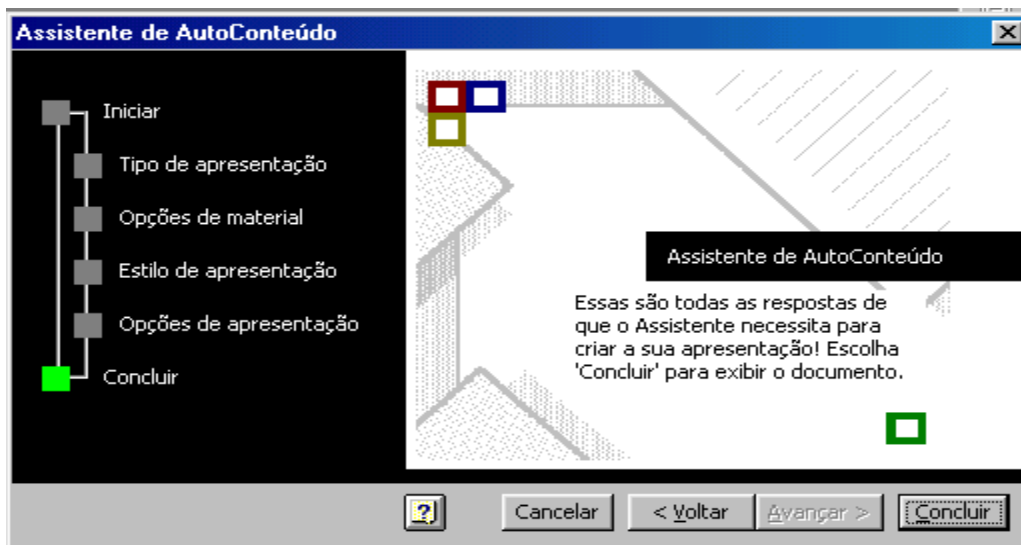 Assistente de AutoConteúdo
Iniciar
Tipo de apresentação
Opções de material
Estilo de apresentação
Opções de apresentação
Concluir
Assistente de AutoConteúdo
Essas são todas as respostas de
que o Assistente necessita para
criar a sua apresentação! Escolha
'Concluir' para exibir o documento.
? Cancelar < Voltar Avançar > Concluir